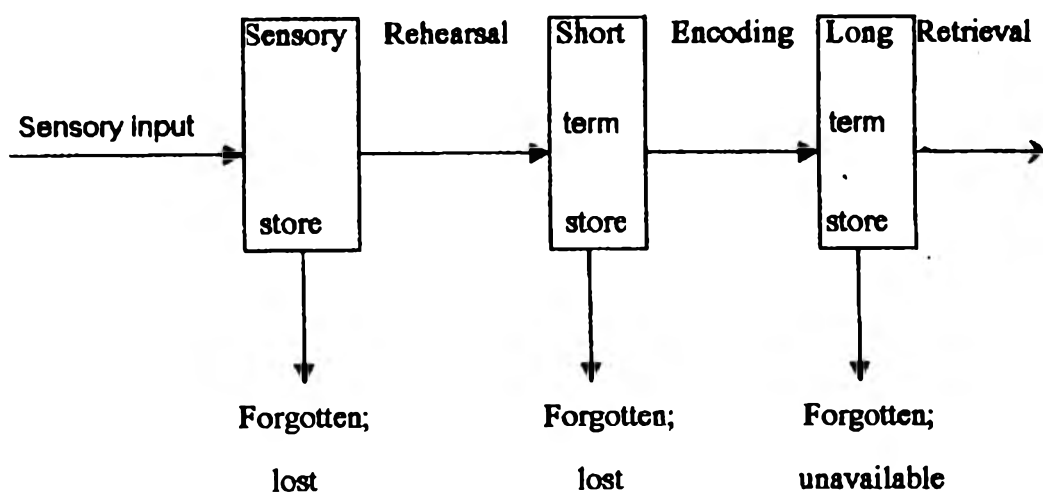 Sensory Rehearsal Short Encoding Long Retrieval
Sensory input term term
store store store
Forgotten; Forgotten; Forgotten;
lost lost unavailable